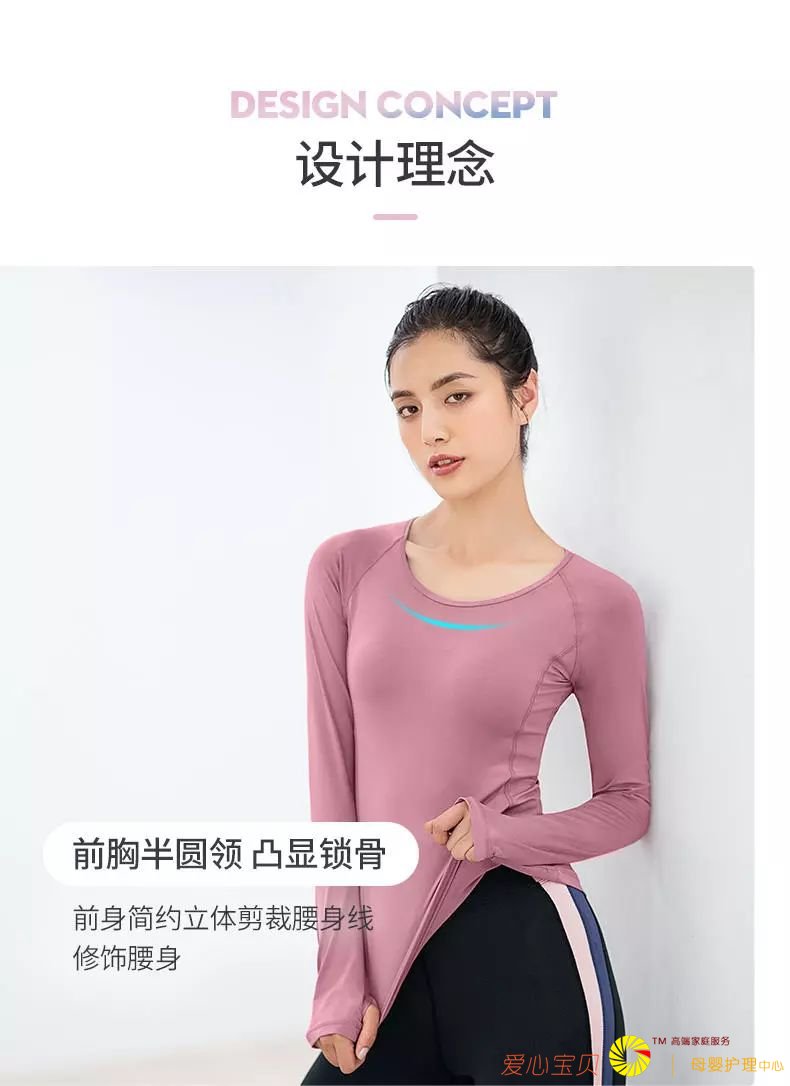 DESIGN CONCEPT
设计理念
前胸半圆领 凸显锁骨
前身简约立体剪裁腰身线
修饰腰身
爱心宝贝
TM 高端家庭服务
母婴护理中心